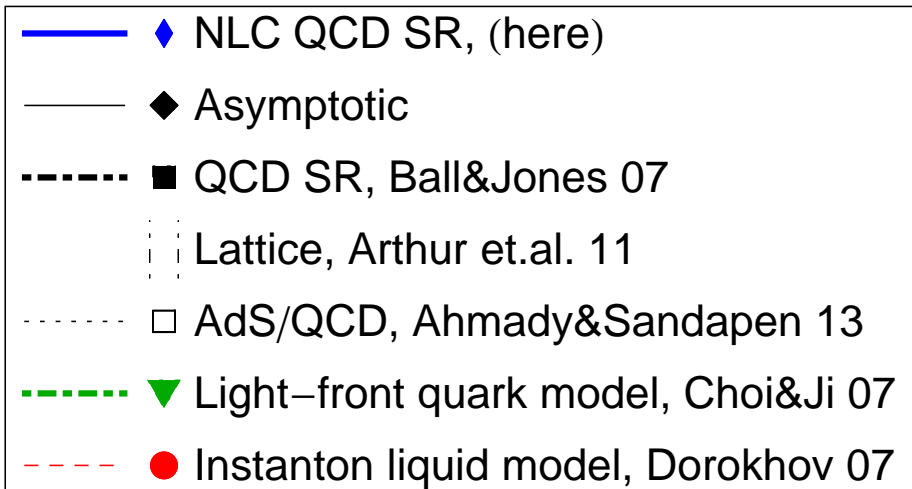 NLC QCD SR, (here)
Asymptotic
QCD SR, Ball&Jones 07
Lattice, Arthur et.al. 11
AdS/QCD, Ahmady&Sandapen 13
Light−front quark model, Choi&Ji 07
Instanton liquid model, Dorokhov 07